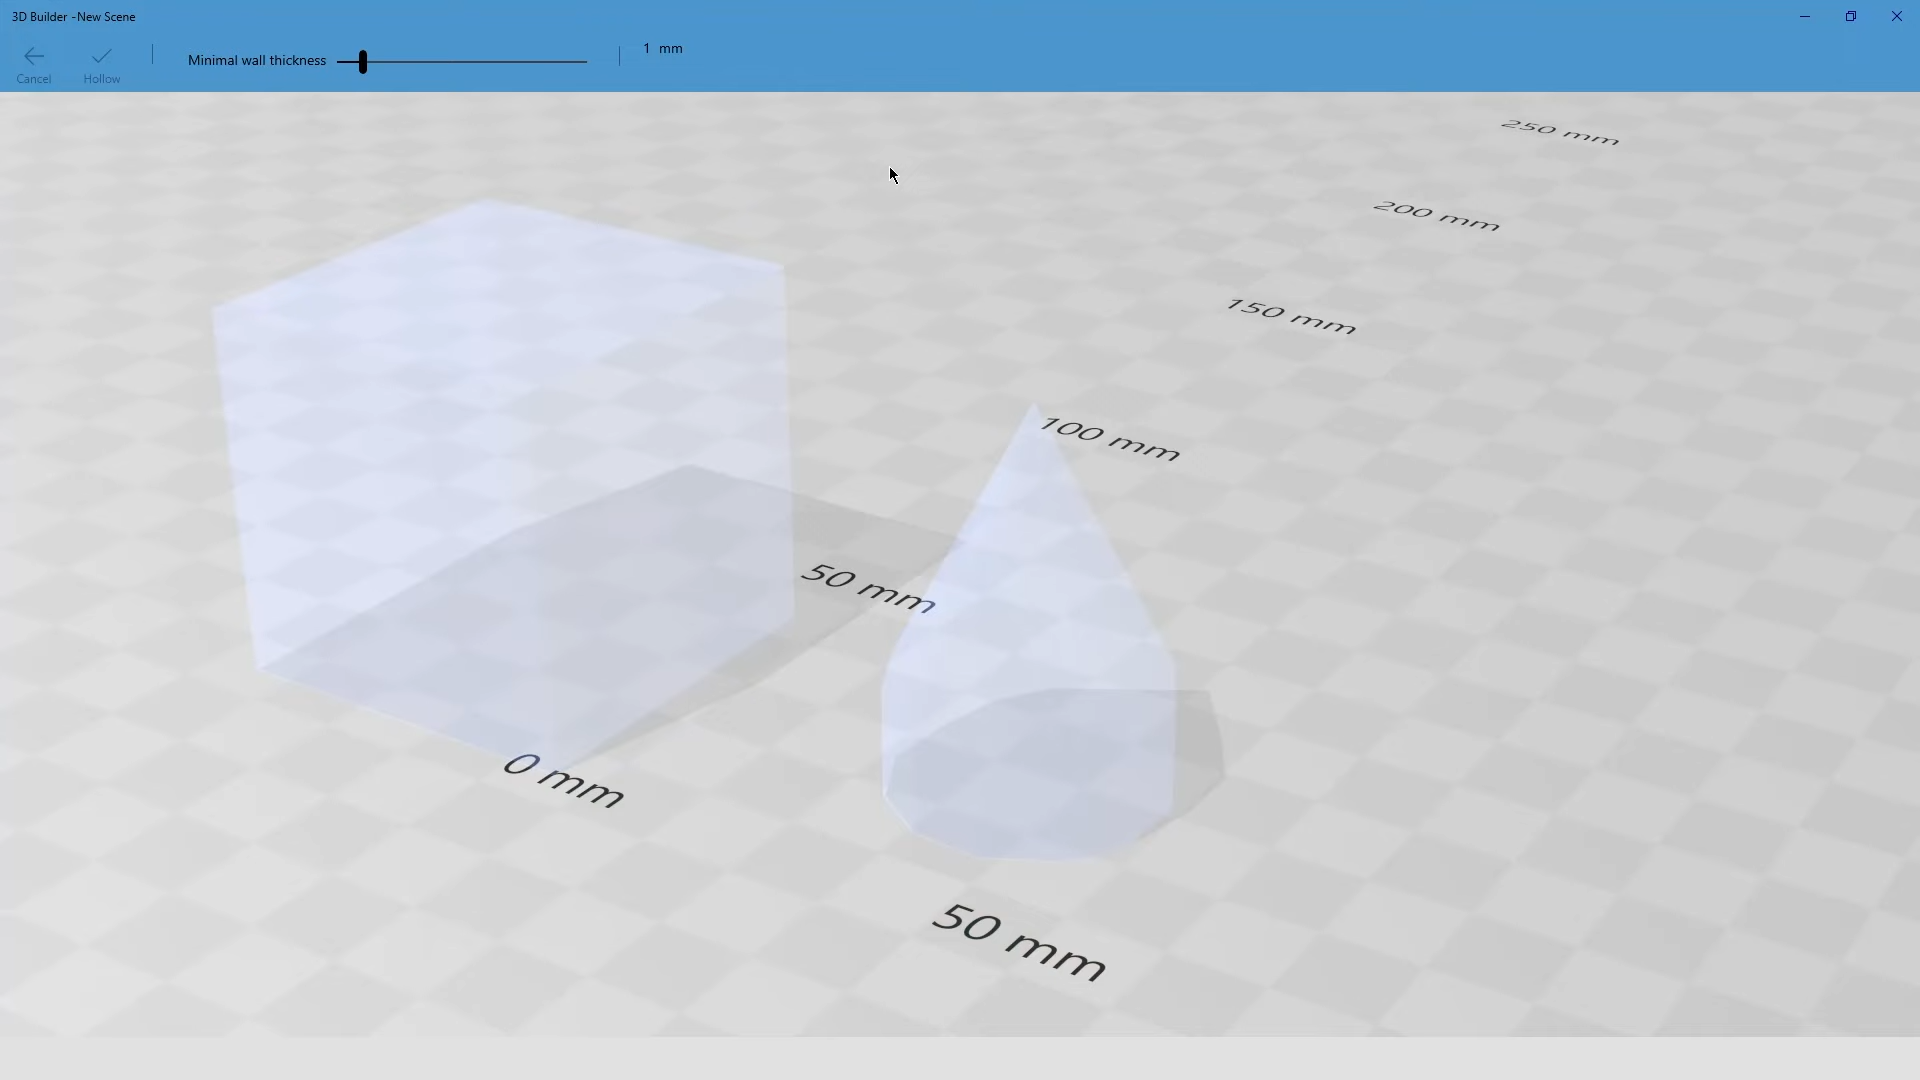 3D Builder -New Scene
Cancel
Hollow
Minimal wall thickness
1 mm
250 mm
200 mm
150 mm
100 mm
50 mm
0 mm
50 mm